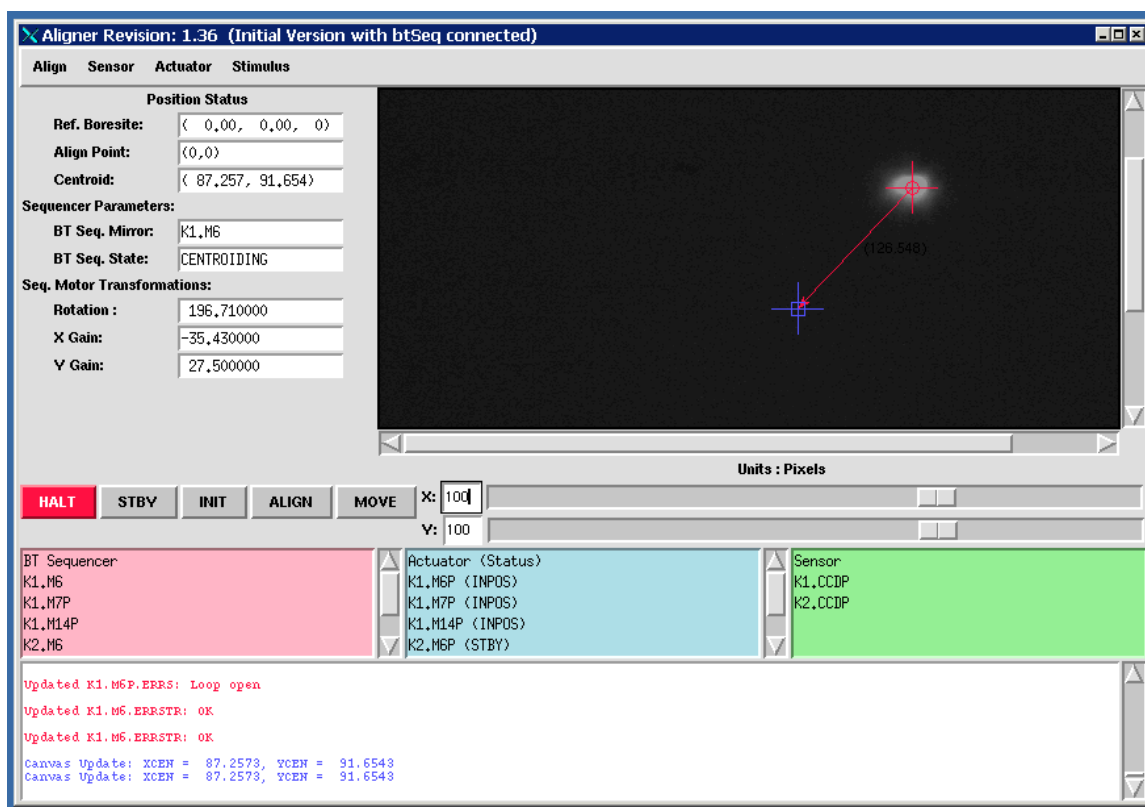 Aligner Revision: 1.36 (Initial Version with btSeq connected)
Align Sensor Actuator Stimulus
Position Status
Ref. Boresite: ( 0.00, 0.00, 0)
Align Point: (0,0)
Centroid: ( 87.257, 91.654)
Sequencer Parameters:
BT Seq. Mirror: K1.M6
BT Seq. State: CENTROIDING
Seq. Motor Transformations:
Rotation : 196.710000
X Gain: -35.430000
Y Gain: 27.500000
(126.548)
Units : Pixels
HALT STBY INIT ALIGN MOVE X: 100
Y: 100
BT Sequencer
K1.M6
K1.M7P
K1.M14P
K2.M6
Actuator (Status)
K1.M6P (INPOS)
K1.M7P (INPOS)
K1.M14P (INPOS)
K2.M6P (STBY)
Sensor
K1.CCDP
K2.CCDP
Updated K1.M6P.ERRS: Loop open
Updated K1.M6.ERRSTR: OK
Updated K1.M6.ERRSTR: OK
Canvas Update: XCEN = 87.2573, YCEN = 91.6543
Canvas Update: XCEN = 87.2573, YCEN = 91.6543